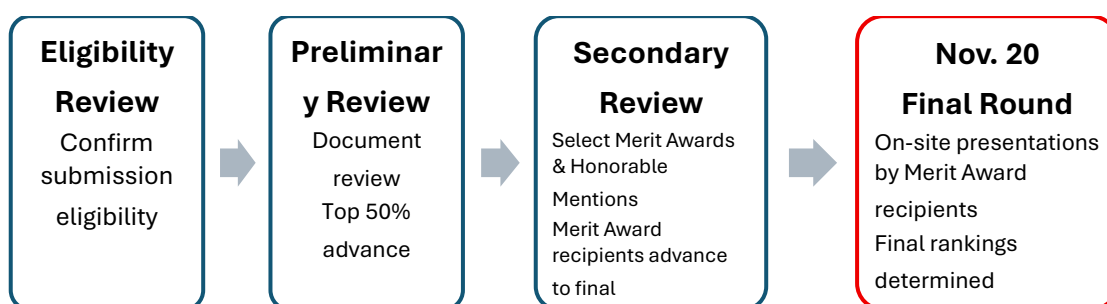 Eligibility
Review
Confirm
submission
eligibility
Preliminar
y Review
Document
review
Top 50%
advance
Secondary
Review
Select Merit Awards
& Honorable
Mentions
Merit Award
recipients advance
to final
Nov. 20
Final Round
On-site presentations
by Merit Award
recipients
Final rankings
determined